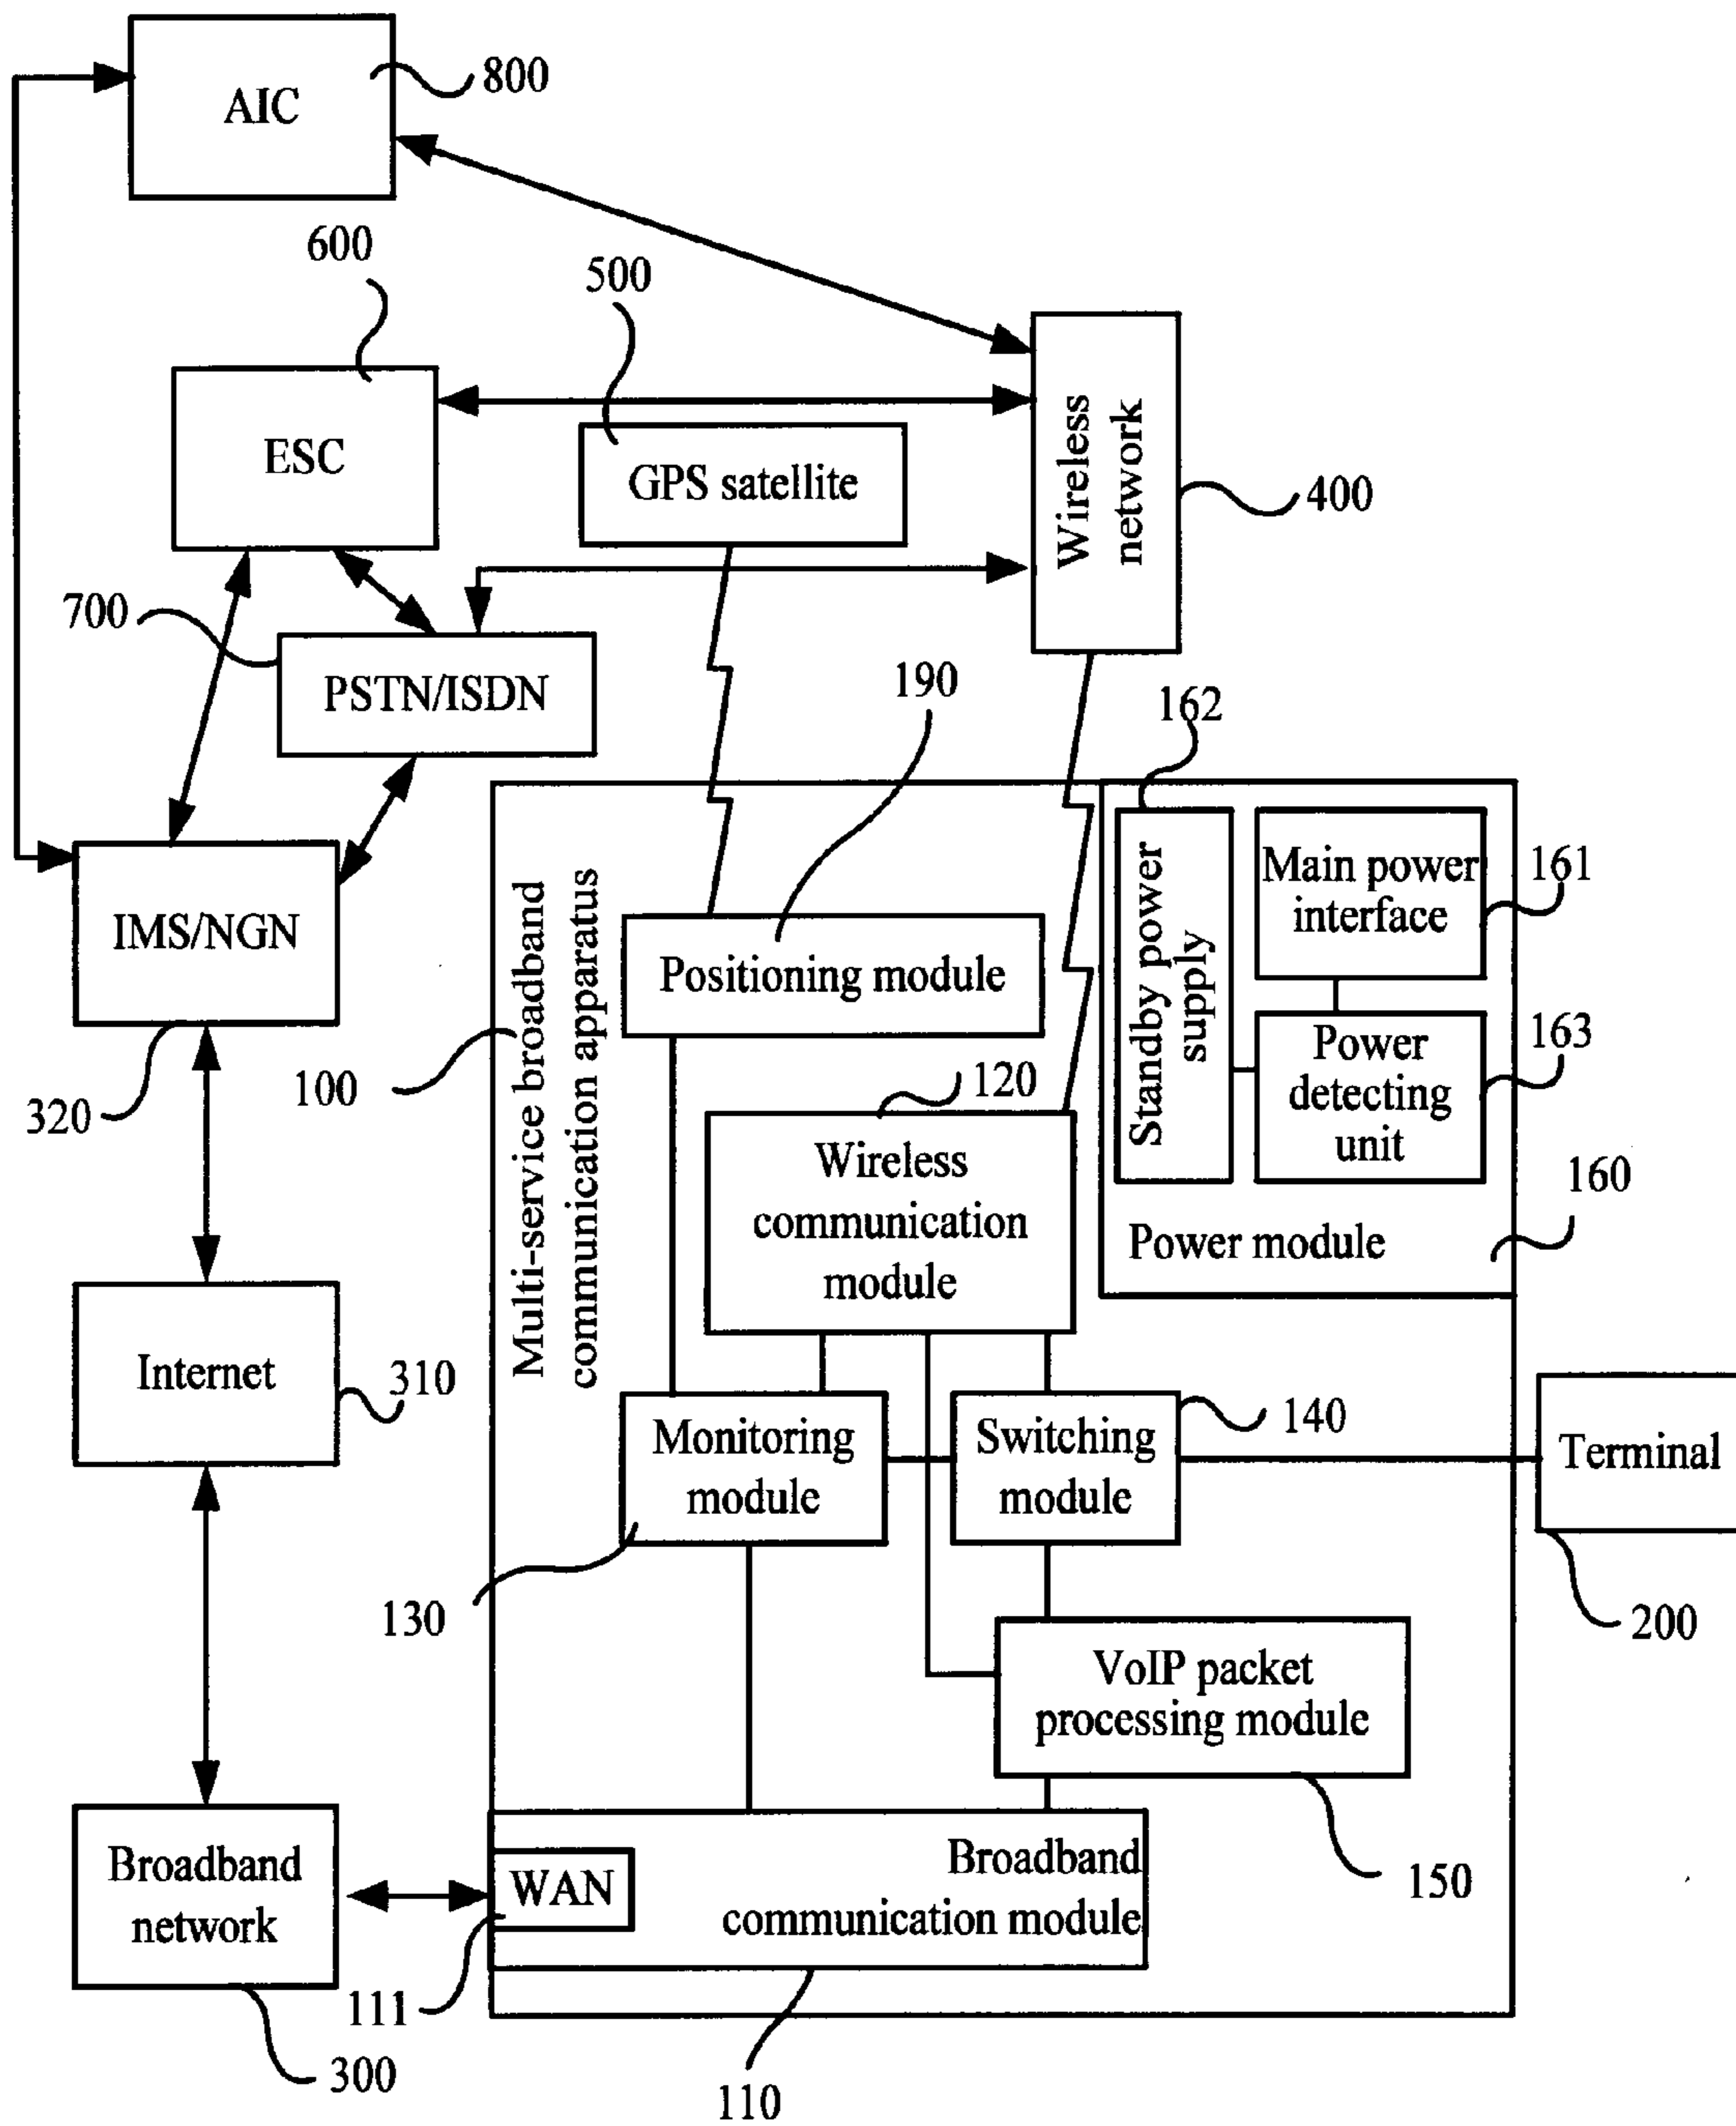 AIC
800
600
500
ESC
GPS satellite
Wireless
network
400
700
PSTN/ISDN
190
162
Standby power
supply
Main power
interface
161
Power
detecting
unit
163
160
Power module
IMS/NGN
320
100
Multi-service broadband
communication apparatus
Positioning module
120
Wireless
communication
module
Internet
310
Monitoring
module
130
Switching
module
140
Terminal
200
VoIP packet
processing module
150
Broadband
network
300
WAN
111
Broadband
communication module
110